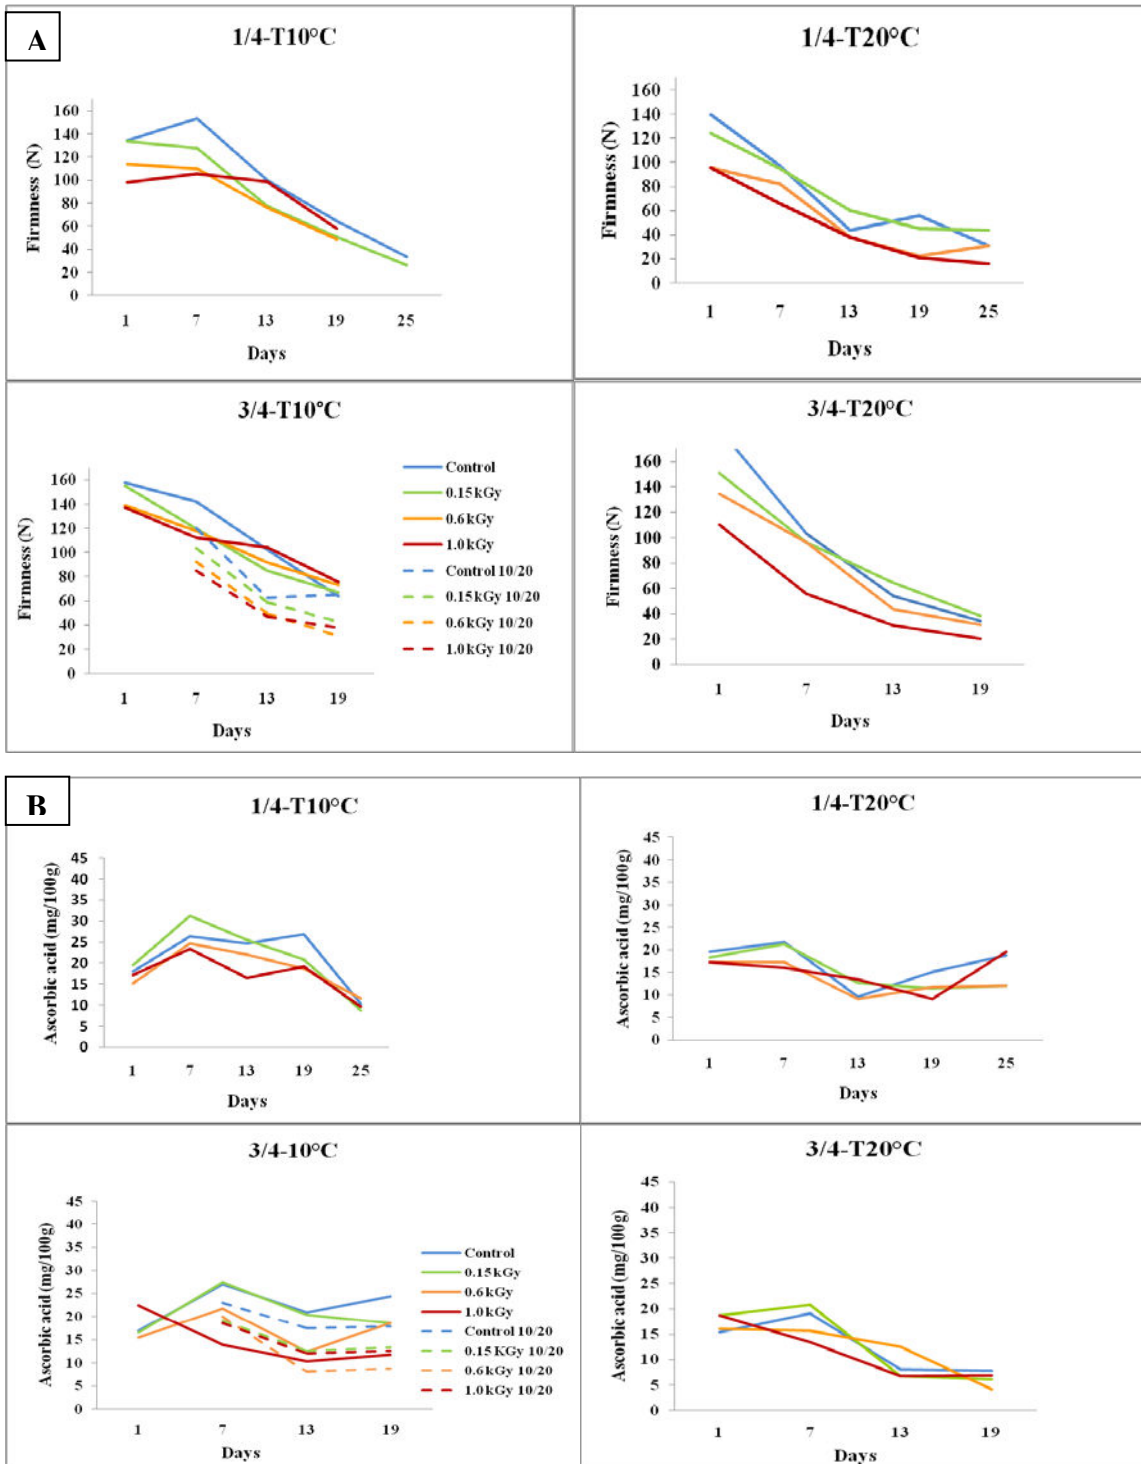 A
1/4-T10°C
Firmness (N)
160
140
120
100
80
60
40
20
0
1 7 13 19 25
Days
1/4-T20°C
Firmness (N)
160
140
120
100
80
60
40
20
0
1 7 13 19 25
Days
3/4-T10°C
Firmness (N)
160
140
120
100
80
60
40
20
0
1 7 13 19
Days
Control
0.15kGy
0.6kGy
1.0kGy
Control 10/20
0.15kGy 10/20
0.6kGy 10/20
1.0kGy 10/20
3/4-T20°C
Firmness (N)
160
140
120
100
80
60
40
20
0
1 7 13 19
Days
B
1/4-T10°C
Ascorbic acid (mg/100g)
45
40
35
30
25
20
15
10
5
0
1 7 13 19 25
Days
1/4-T20°C
Ascorbic acid (mg/100g)
45
40
35
30
25
20
15
10
5
0
1 7 13 19 25
Days
3/4-10°C
Ascorbic acid (mg/100g)
45
40
35
30
25
20
15
10
5
0
1 7 13 19
Days
Control
0.15kGy
0.6kGy
1.0kGy
Control 10/20
0.15 KGy 10/20
0.6kGy 10/20
1.0kGy 10/20
3/4-T20°C
Ascorbic acid (mg/100g)
45
40
35
30
25
20
15
10
5
0
1 7 13 19
Days